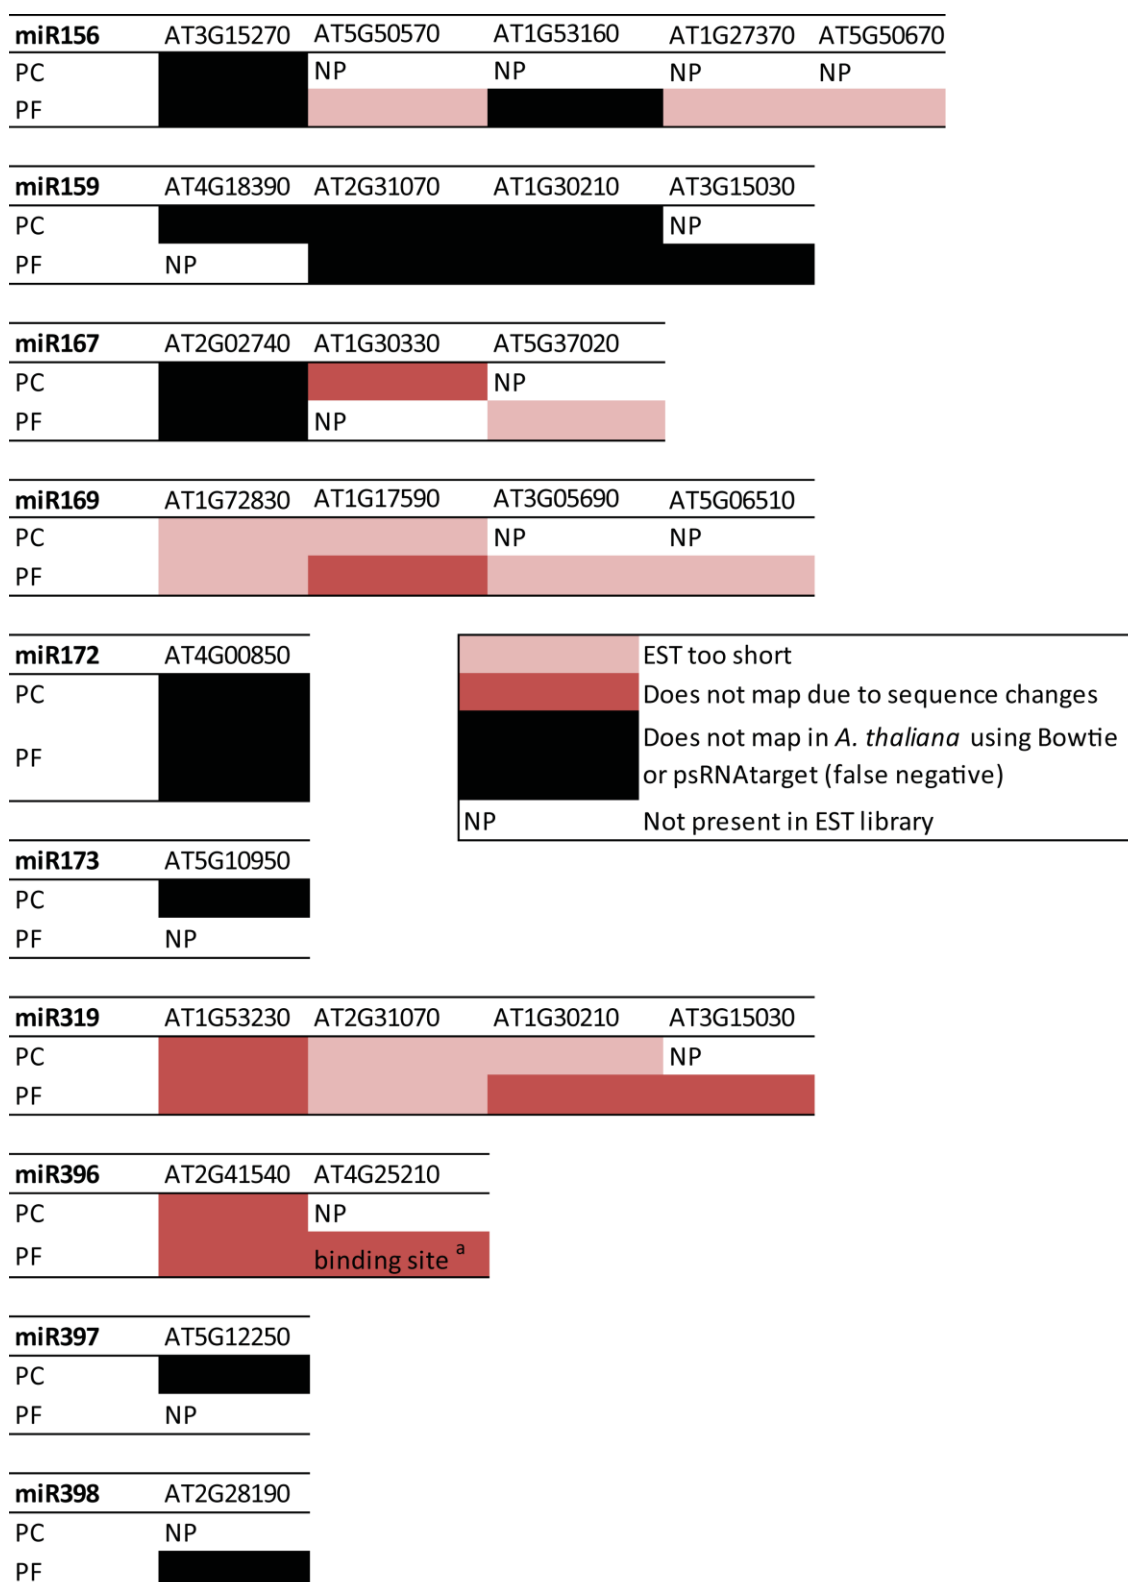 miR156 AT3G15270 AT5G50570 AT1G53160 AT1G27370 AT5G50670
PC NP NP NP NP
PF
miR159 AT4G18390 AT2G31070 AT1G30210 AT3G15030
PC NP
PF NP
miR167 AT2G02740 AT1G30330 AT5G37020
PC NP
PF NP
miR169 AT1G72830 AT1G17590 AT3G05690 AT5G06510
PC NP NP
PF
miR172 AT4G00850
PC
PF
EST too short
Does not map due to sequence changes
Does not map in A. thaliana using Bowtie
or psRNAtarget (false negative)
NP Not present in EST library
miR173 AT5G10950
PC
PF NP
miR319 AT1G53230 AT2G31070 AT1G30210 AT3G15030
PC NP
PF
miR396 AT2G41540 AT4G25210
PC NP
PF binding site a
miR397 AT5G12250
PC
PF NP
miR398 AT2G28190
PC NP
PF